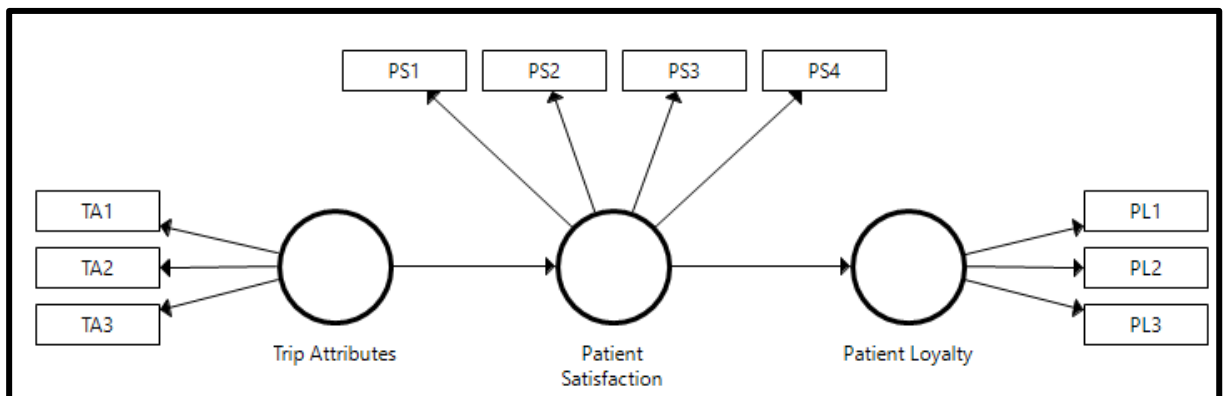 PS1 PS2 PS3 PS4
TA1
TA2
TA3
PL1
PL2
PL3
Trip Attributes
Patient
Satisfaction
Patient Loyalty